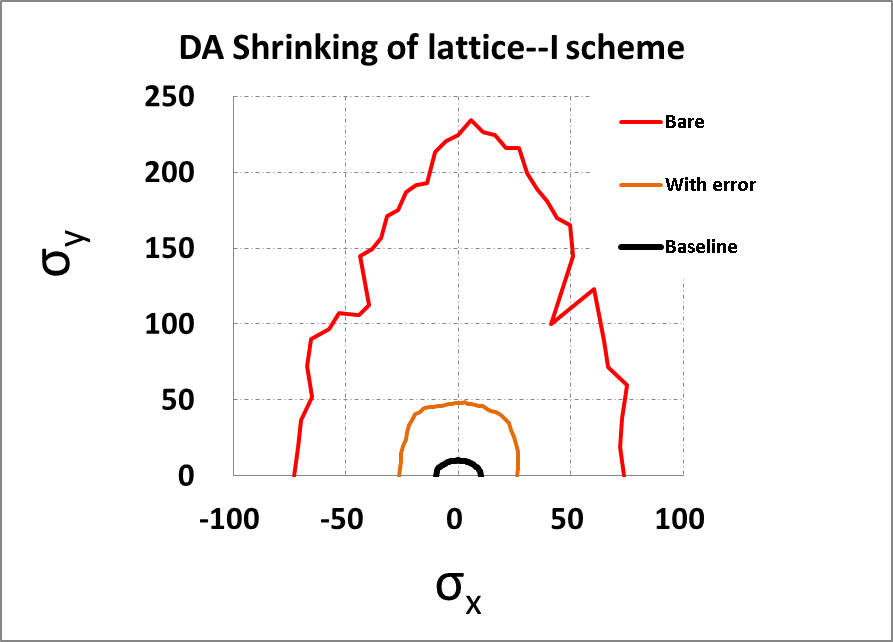 DA Shrinking of lattice--I scheme
250
200
150
100
50
0
-100 -50 0 50 100
σy
σx
Bare
With error
Baseline